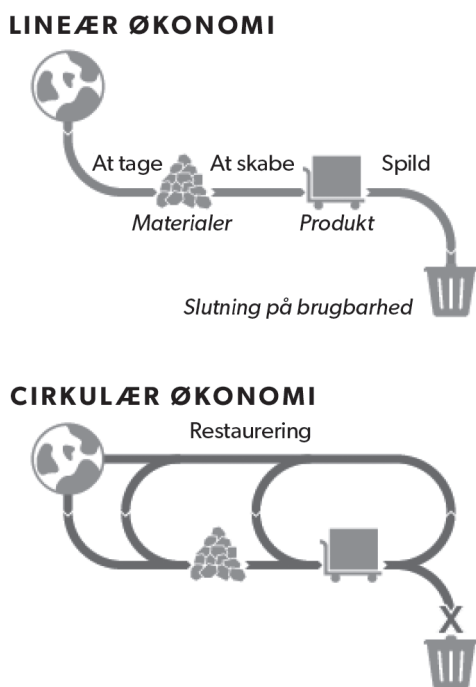 LINEÆR ØKONOMI
At tage
At skabe
Spild
Materialer
Produkt
Slutning på brugbarhed
CIRKULÆR ØKONOMI
Restaurering
X